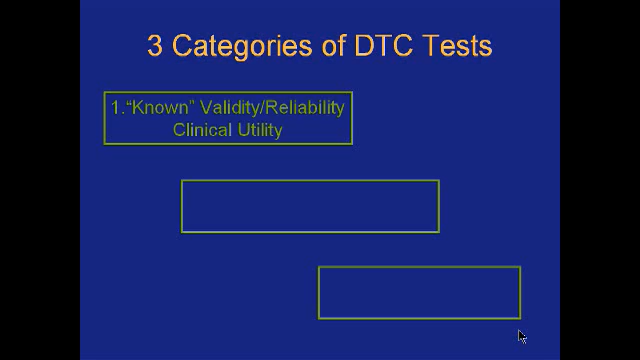 3 Categories of DTC Tests
1.“Known” Validity/Reliability
Clinical Utility